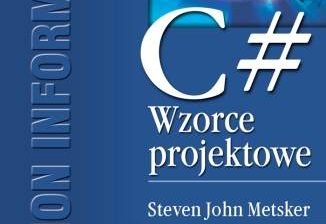 ON INFORM
C#
Wzorce
projektowe
Steven John Metsker